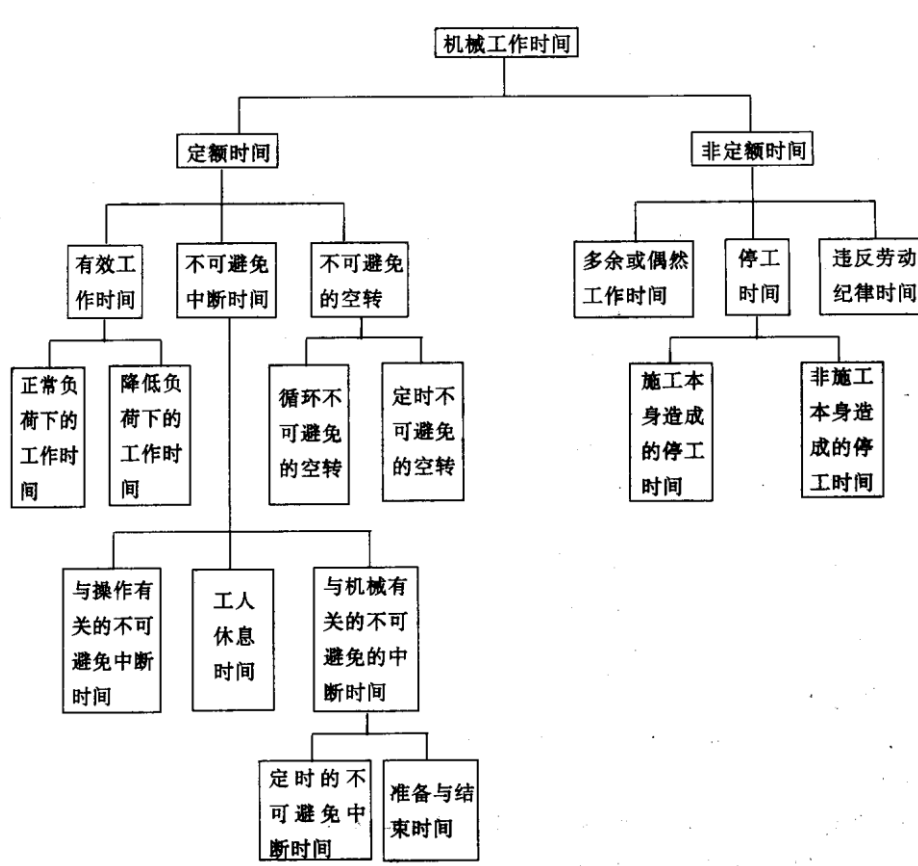 机械工作时间
定额时间
非定额时间
有效工
作时间
不可避免
中断时间
不可避免
的空转
多余或偶然
工作时间
停工
时间
违反劳动
纪律时间
正常负
荷下的
工作时
间
降低负
荷下的
工作时
间
循环不
可避免
的空转
定时不
可避免
的空转
施工本
身造成
的停工
时间
非施工
本身造
成的停
工时间
与操作有
关的不可
避免中断
时间
工人
休息
时间
与机械有
关的不可
避免的中
断时间
定时的不
可避免中
断时间
准备与结
束时间